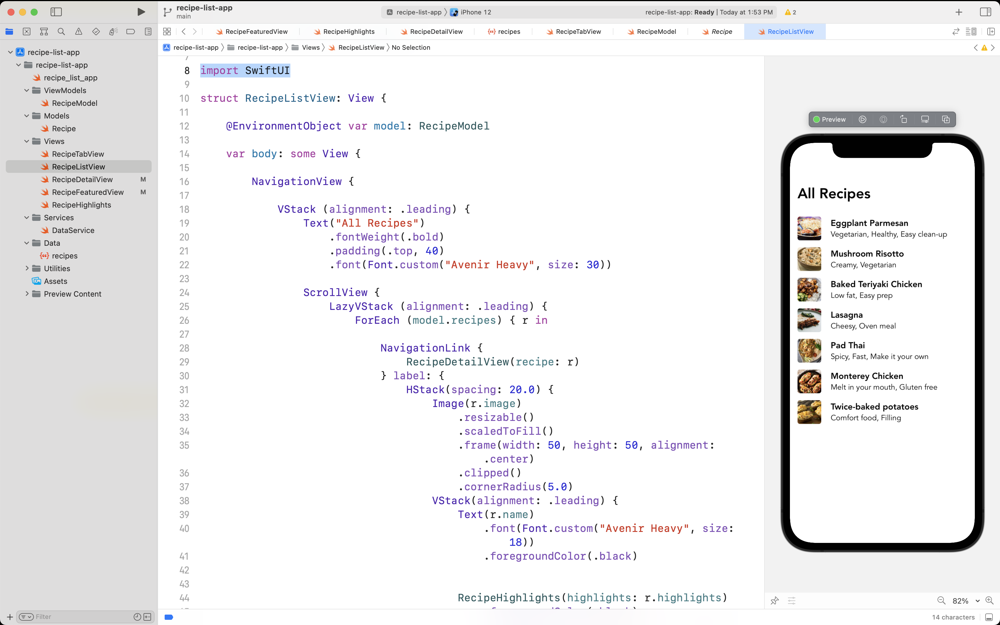 recipe-list-app
main
recipe-list-app
iPhone 12
recipe-list-app: Ready | Today at 1:53 PM
2
RecipeFeaturedView
RecipeHighlights
RecipeDetailView
recipes
RecipeTabView
RecipeModel
Recipe
RecipeListView
recipe-list-app
recipe-list-app
Views
RecipeListView
No Selection
recipe-list-app
recipe-list-app
recipe_list_app
ViewModels
RecipeModel
Models
Recipe
Views
RecipeTabView
RecipeListView
RecipeDetailView M
RecipeFeaturedView M
RecipeHighlights
Services
DataService
Data
recipes
Utilities
Assets
Preview Content
Filter
7
8 import SwiftUI
9
10 struct RecipeListView: View {
11
12 @EnvironmentObject var model: RecipeModel
13
14 var body: some View {
15
16 NavigationView {
17
18 VStack (alignment: .leading) {
19 Text("All Recipes")
20 .fontWeight(.bold)
21 .padding(.top, 40)
22 .font(Font.custom("Avenir Heavy", size: 30))
23
24 ScrollView {
25 LazyVStack (alignment: .leading) {
26 ForEach (model.recipes) { r in
27
28 NavigationLink {
29 RecipeDetailView(recipe: r)
30 } label: {
31 HStack(spacing: 20.0) {
32 Image(r.image)
33 .resizable()
34 .scaledToFill()
35 .frame(width: 50, height: 50, alignment:
.center)
36 .clipped()
37 .cornerRadius(5.0)
38 VStack(alignment: .leading) {
39 Text(r.name)
40 .font(Font.custom("Avenir Heavy", size:
18))
41 .foregroundColor(.black)
42
43
44 RecipeHighlights(highlights: r.highlights)
Preview
All Recipes
Eggplant Parmesan
Vegetarian, Healthy, Easy clean-up
Mushroom Risotto
Creamy, Vegetarian
Baked Teriyaki Chicken
Low fat, Easy prep
Lasagna
Cheesy, Oven meal
Pad Thai
Spicy, Fast, Make it your own
Monterey Chicken
Melt in your mouth, Gluten free
Twice-baked potatoes
Comfort food, Filling
82%
14 characters